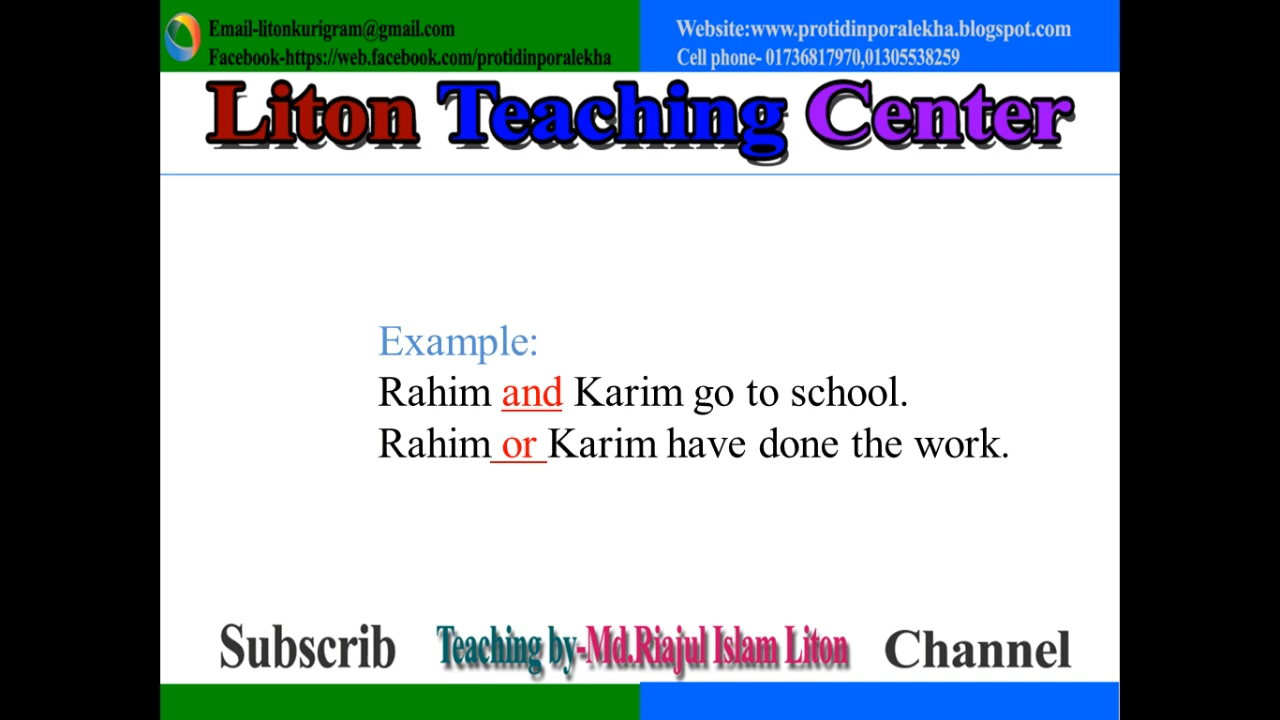 Email-litonkurigram@gmail.com
Facebook-https://web.facebook.com/protidinporalekha
Website:www.protidinporalekha.blogspot.com
Cell phone- 01736817970,01305538259
Liton Teaching Center
Example:
Rahim and Karim go to school.
Rahim or Karim have done the work.
Subscrib Teaching by-Md.Riajul Islam Liton Channel